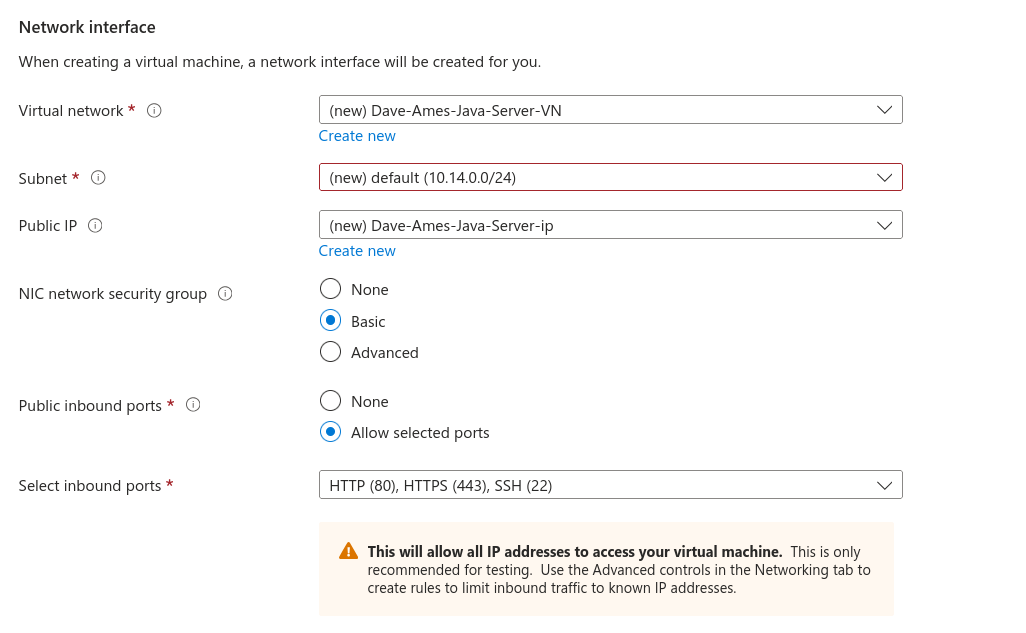 Network interface
When creating a virtual machine, a network interface will be created for you.
Virtual network *
(new) Dave-Ames-Java-Server-VN
Create new
Subnet *
(new) default (10.14.0.0/24)
Public IP
(new) Dave-Ames-Java-Server-ip
Create new
NIC network security group
None
Basic
Advanced
Public inbound ports *
None
Allow selected ports
Select inbound ports *
HTTP (80), HTTPS (443), SSH (22)
This will allow all IP addresses to access your virtual machine. This is only
recommended for testing. Use the Advanced controls in the Networking tab to
create rules to limit inbound traffic to known IP addresses.